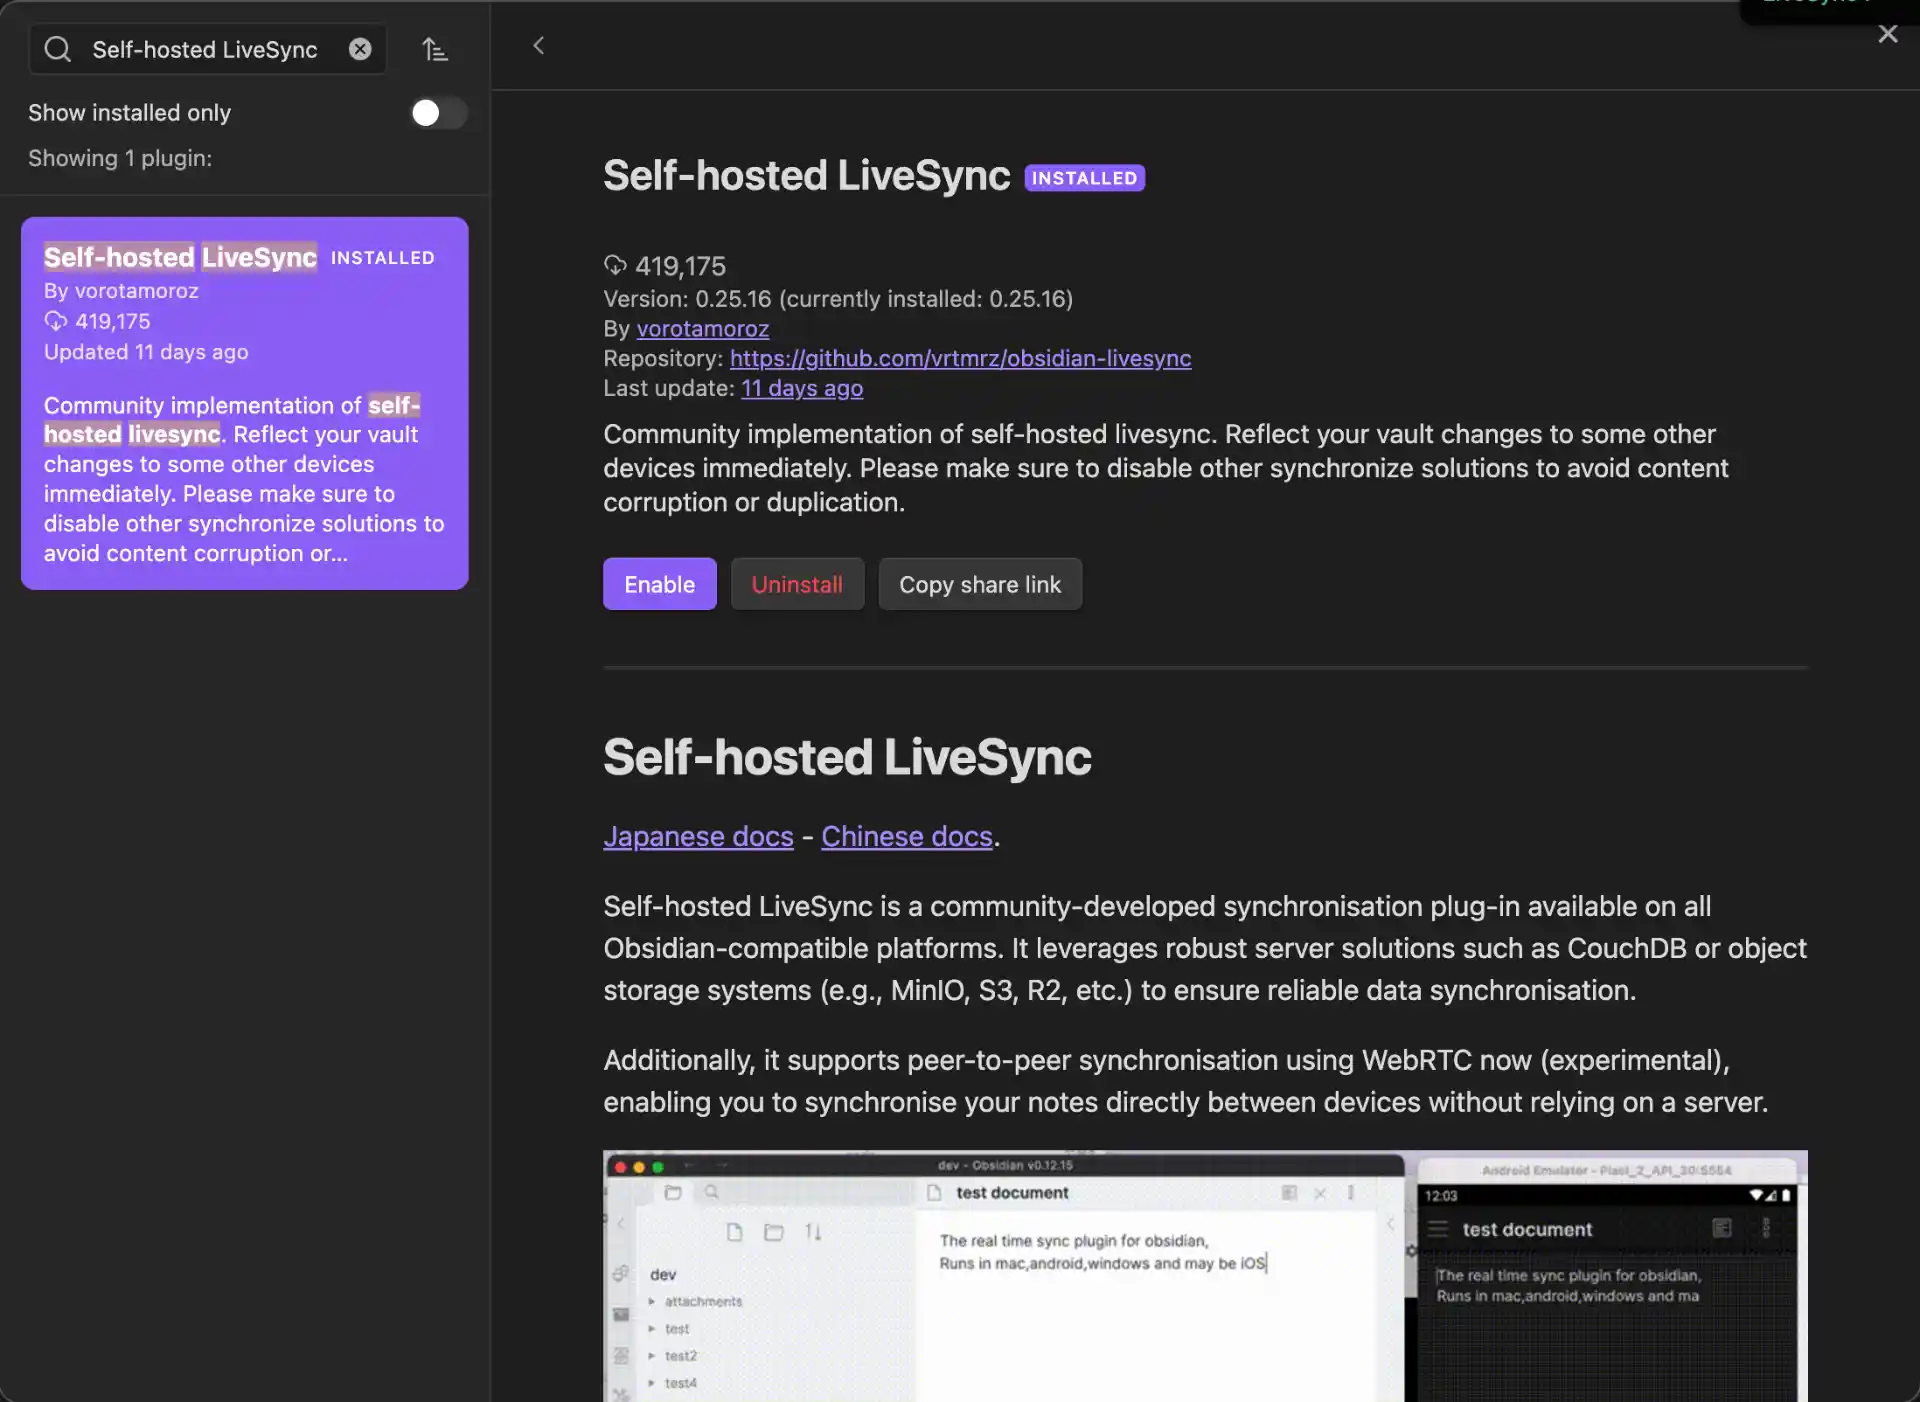 Self-hosted LiveSync
Show installed only
Showing 1 plugin:
Self-hosted LiveSync INSTALLED
By vorotamoroz
419,175
Updated 11 days ago
Community implementation of self-
hosted livesync. Reflect your vault
changes to some other devices
immediately. Please make sure to
disable other synchronize solutions to
avoid content corruption or...
Self-hosted LiveSync INSTALLED
419,175
Version: 0.25.16 (currently installed: 0.25.16)
By vorotamoroz
Repository: https://github.com/vrtmrz/obsidian-livesync
Last update: 11 days ago
Community implementation of self-hosted livesync. Reflect your vault changes to some other
devices immediately. Please make sure to disable other synchronize solutions to avoid content
corruption or duplication.
Enable Uninstall Copy share link
Self-hosted LiveSync
Japanese docs - Chinese docs.
Self-hosted LiveSync is a community-developed synchronisation plug-in available on all
Obsidian-compatible platforms. It leverages robust server solutions such as CouchDB or object
storage systems (e.g., MinIO, S3, R2, etc.) to ensure reliable data synchronisation.
Additionally, it supports peer-to-peer synchronisation using WebRTC now (experimental),
enabling you to synchronise your notes directly between devices without relying on a server.
dev - Obsidian v0.12.15
test document
The real time sync plugin for obsidian,
Runs in mac,android,windows and may be iOS
dev
attachments
test
test2
test4
Android Emulator - Pixel_2_API_30:5554
12:03
test document
The real time sync plugin for obsidian,
Runs in mac,android,windows and ma